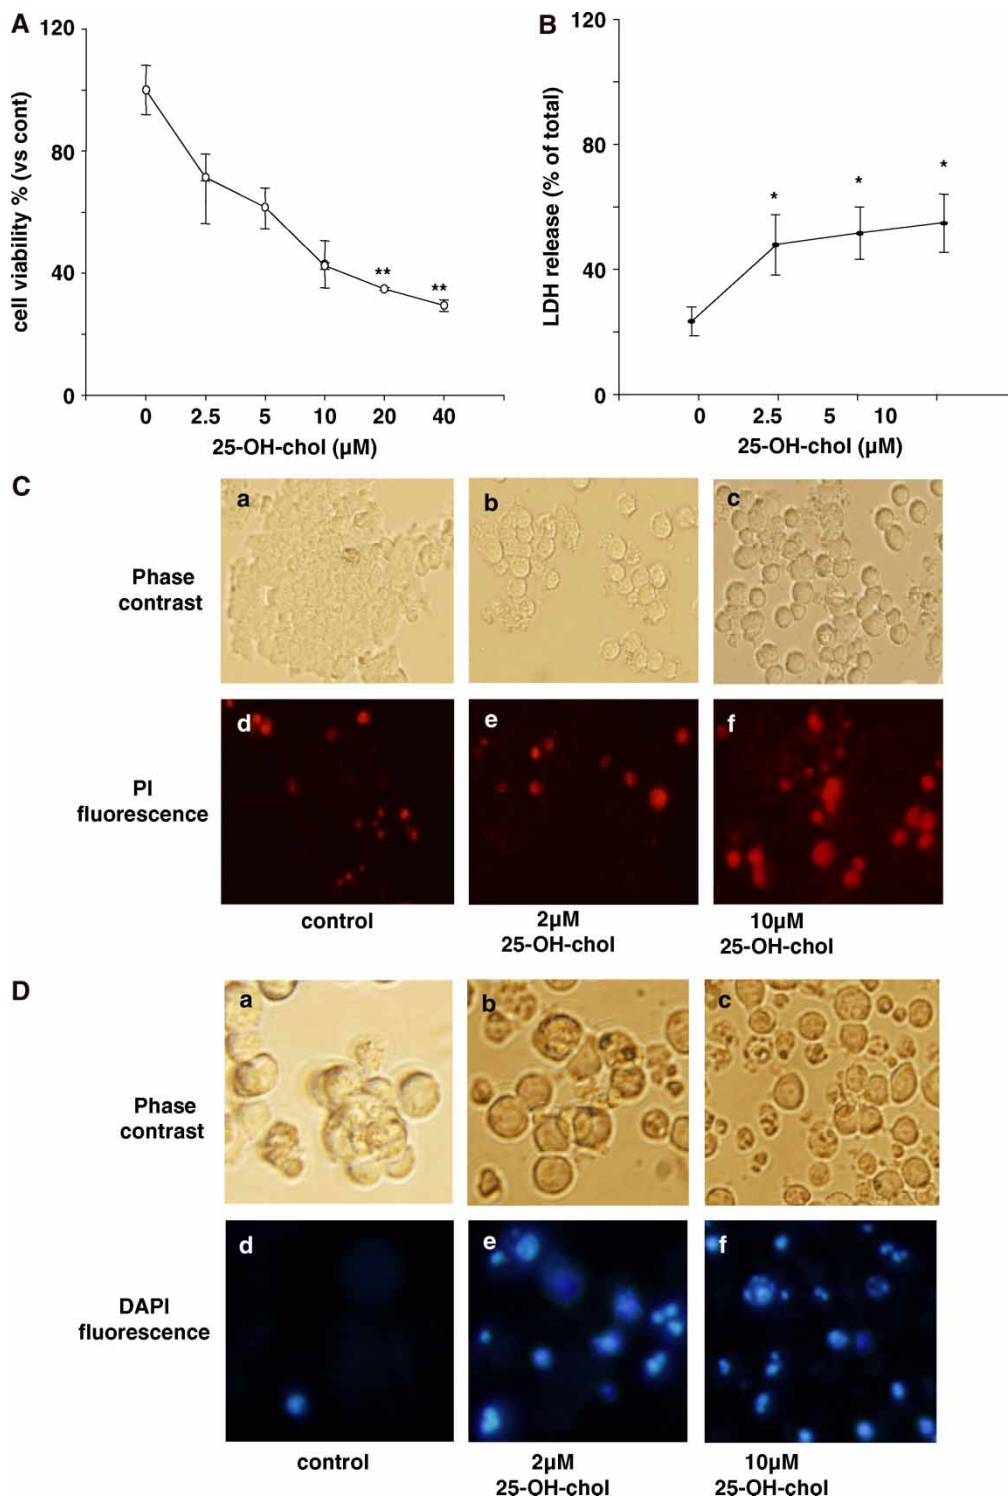 A
120
80
40
0
cell viability % (vs cont)
**
**
0 2.5 5 10 20 40
25-OH-chol (µM)
B
120
80
40
0
LDH release (% of total)
*
*
*
0 2.5 5 10
25-OH-chol (µM)
C
a b c
Phase
contrast
d e f
PI
fluorescence
control
2µM
25-OH-chol
10µM
25-OH-chol
D
a b c
Phase
contrast
d e f
DAPI
fluorescence
control
2µM
25-OH-chol
10µM
25-OH-chol